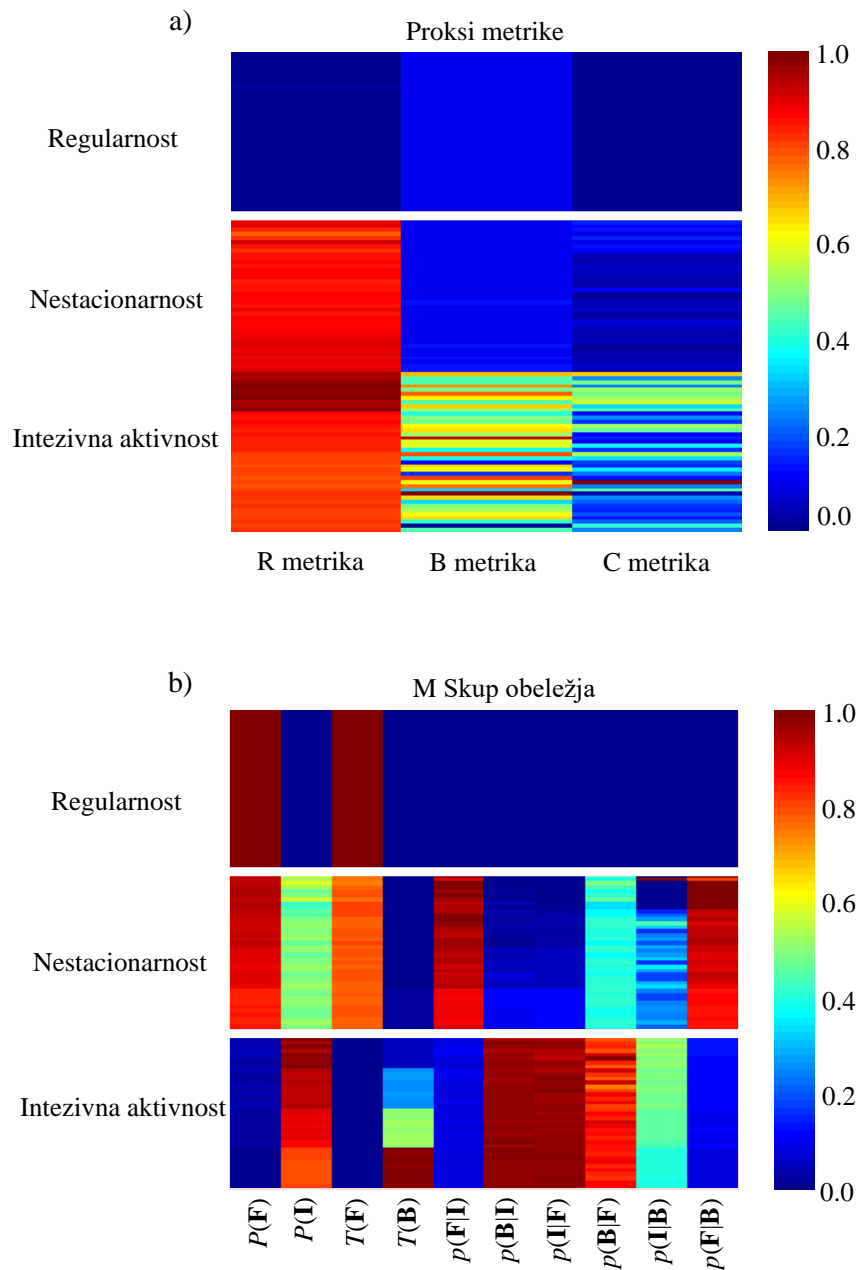 a)
Proksi metrike
Regularnost
Nestacionarnost
Intezivna aktivnost
R metrika B metrika C metrika
1.0
0.8
0.6
0.4
0.2
0.0
b)
M Skup obeležja
Regularnost
Nestacionarnost
Intezivna aktivnost
P(F) P(I) T(F) T(B) p(F|I) p(B|I) p(I|F) p(B|F) p(I|B) p(F|B)
1.0
0.8
0.6
0.4
0.2
0.0